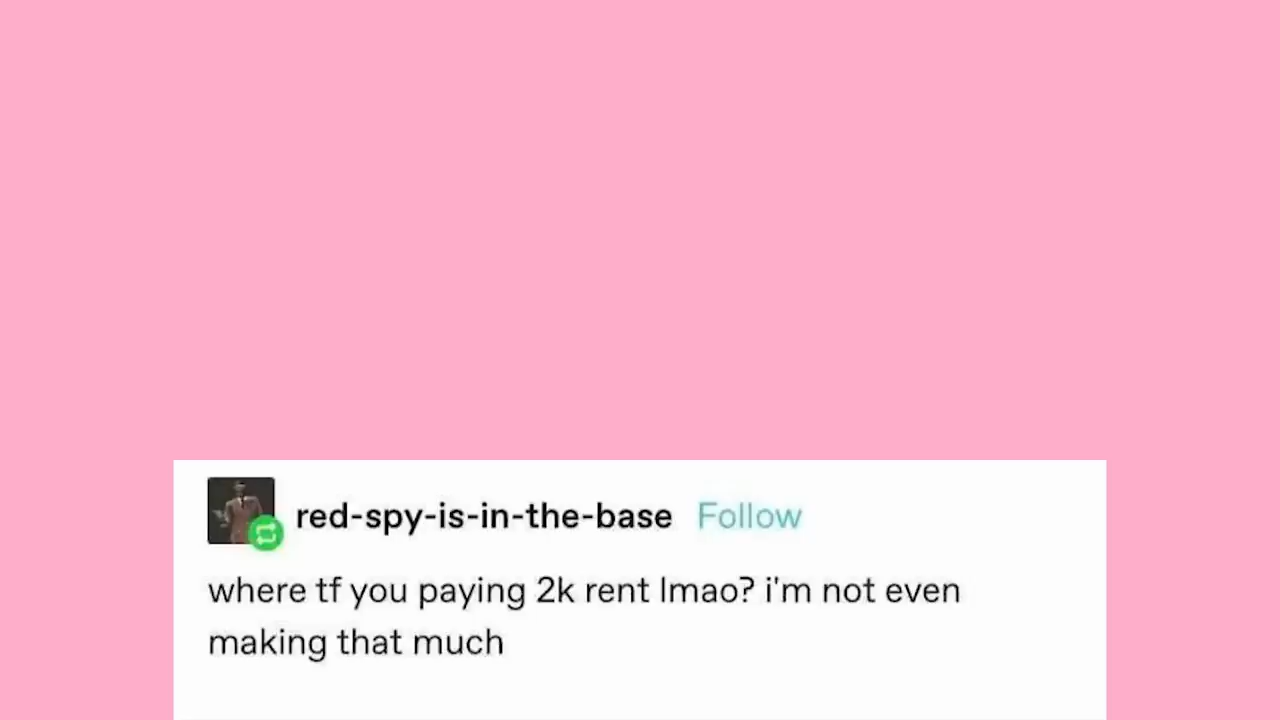 red-spy-is-in-the-base Follow
where tf you paying 2k rent lmao? i'm not even
making that much